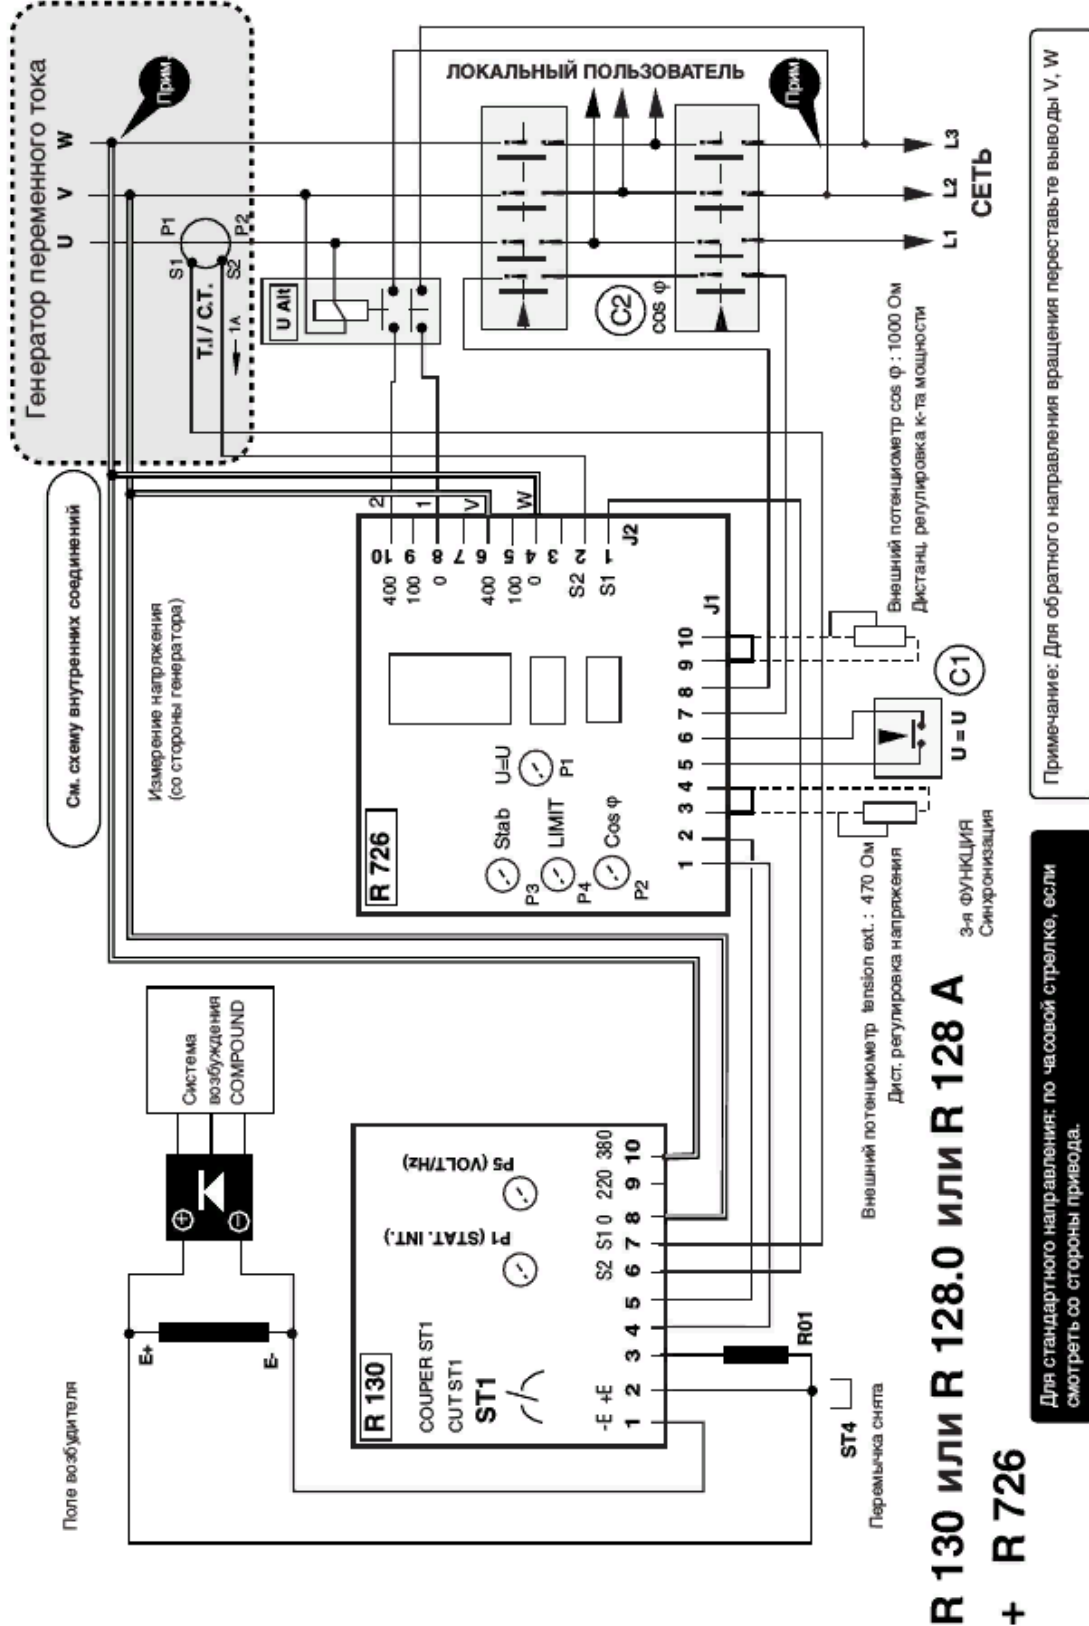 Генератор переменного тока
W
V
U
Прим.
P1
P2
S1
S2
T.I / C.T.
1A
U Alt
ЛОКАЛЬНЫЙ ПОЛЬЗОВАТЕЛЬ
Прим.
C2
cos φ
L1
L2
L3
СЕТЬ
См. схему внутренних соединений
Измерение напряжения
(со стороны генератора)
2
1
V
W
10 9 8 7 6 5 4 3 2 1
400 100 0 400 100 0 S2 S1
J2
R 726
Stab
P3
LIMIT
P4
Cos φ
P2
U=U
P1
J1
1 2 3 4 5 6 7 8 9 10
Внешний потенциометр cos φ : 1000 Ом
Дистанц. регулировка к-та мощности
C1
U = U
Внешний потенциометр tension ext. : 470 Ом
Дист. регулировка напряжения
3-я ФУНКЦИЯ
Синхронизация
Система
возбуждения
COMPOUND
+
-
E+
E-
Поле возбудителя
R 130
COUPER ST1
CUT ST1
ST1
P1 (STAT. INT.)
P5 (VOLT/Hz)
-E +E S2 S1 0 220 380
1 2 3 4 5 6 7 8 9 10
R01
ST4
Перемычка снята
R 130 или R 128.0 или R 128 A
+ R 726
Для стандартного направления: по часовой стрелке, если
смотреть со стороны привода.
Примечание: Для обратного направления вращения переставьте выводы V, W